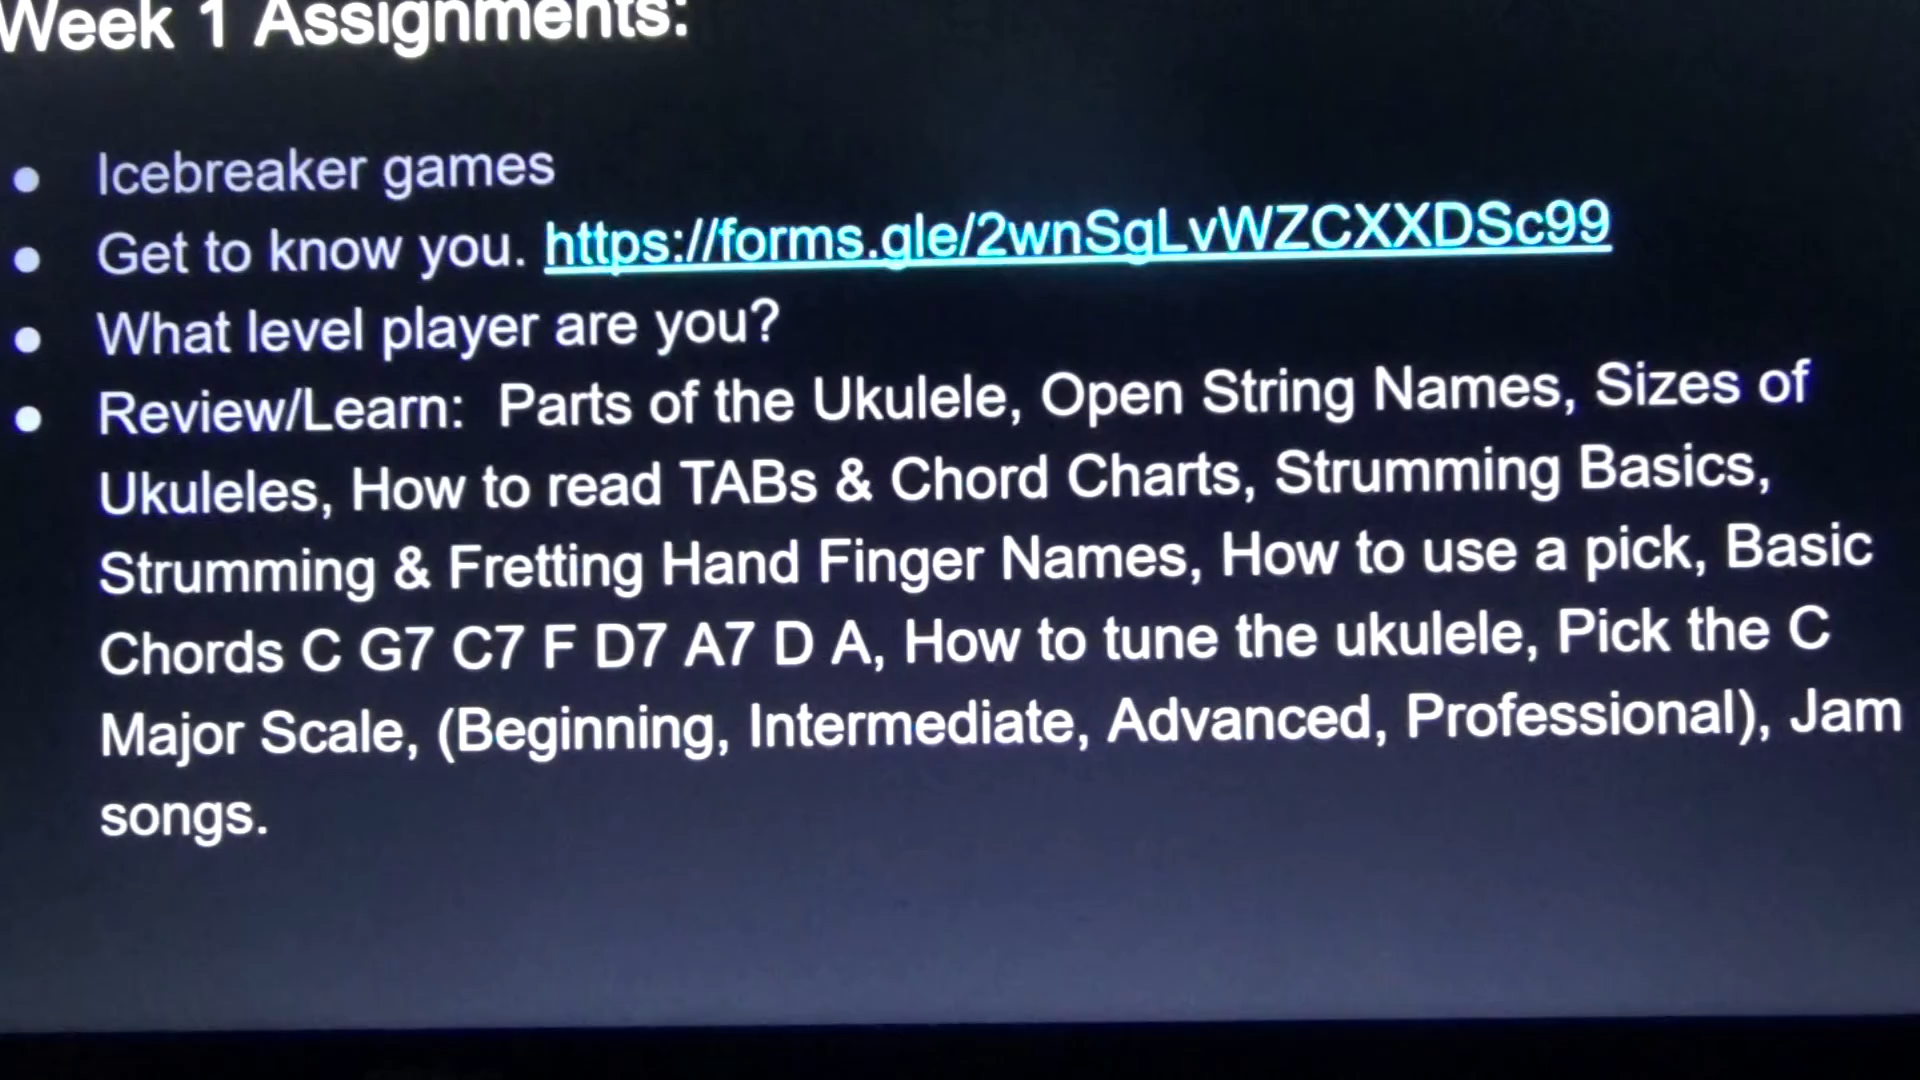 Week 1 Assignments:
• Icebreaker games
• Get to know you. https://forms.gle/2wnSgLvWZCXXDSc99
• What level player are you?
• Review/Learn: Parts of the Ukulele, Open String Names, Sizes of
Ukuleles, How to read TABs & Chord Charts, Strumming Basics,
Strumming & Fretting Hand Finger Names, How to use a pick, Basic
Chords C G7 C7 F D7 A7 D A, How to tune the ukulele, Pick the C
Major Scale, (Beginning, Intermediate, Advanced, Professional), Jam
songs.